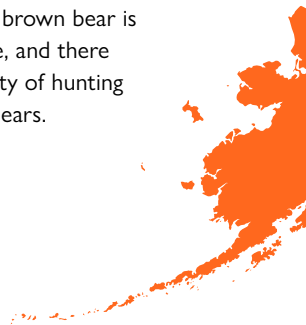 brown bear is
e, and there
ty of hunting
ears.